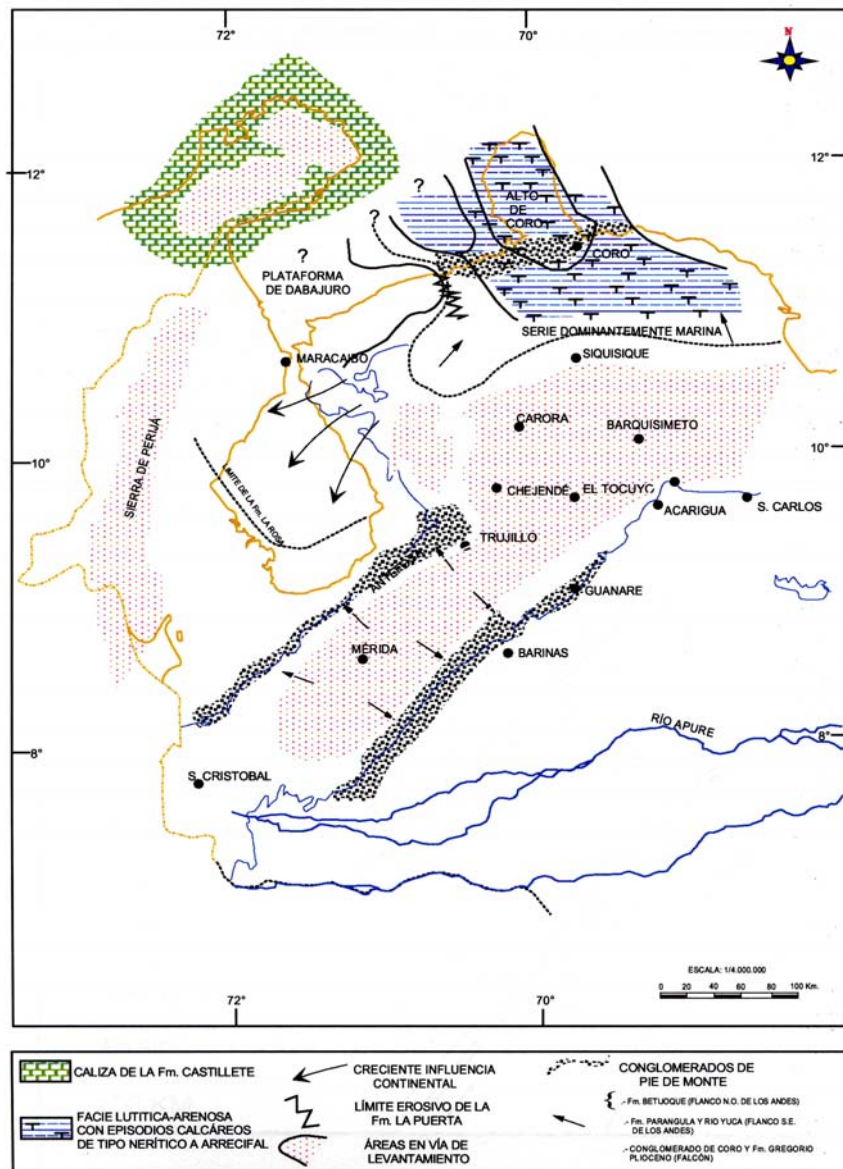 72°
70°
N
12°
12°
?
ALTO
DE
CORO
?
?
CORO
PLATAFORMA
DE DABAJURO
SERIE DOMINANTEMENTE MARINA
MARACAIBO
SIQUISIQUE
SIERRA DE PERIJÁ
CARORA
BARQUISIMETO
10°
10°
LIMITE DE LA Fm. LA ROSA
CHEJENDÉ
EL TOCUYO
ACARIGUA
S. CARLOS
TRUJILLO
GUANARE
MÉRIDA
BARINAS
RÍO APURE
8°
8°
S. CRISTOBAL
ESCALA: 1/4.000.000
0 20 40 60 80 100 Km.
72°
70°
CALIZA DE LA Fm. CASTILLETE
FACIE LUTITICA-ARENOSA
CON EPISODIOS CALCÁREOS
DE TIPO NERÍTICO A ARRECIFAL
CRECIENTE INFLUENCIA
CONTINENTAL
LÍMITE EROSIVO DE LA
Fm. LA PUERTA
ÁREAS EN VÍA DE
LEVANTAMIENTO
CONGLOMERADOS DE
PIE DE MONTE
.- Fm. BETIJOQUE (FLANCO N.O. DE LOS ANDES)
.- Fm. PARANGULA Y RIO YUCA (FLANCO S.E.
DE LOS ANDES)
.- CONGLOMERADO DE CORO Y Fm. GREGORIO
PLIOCENO (FALCÓN)